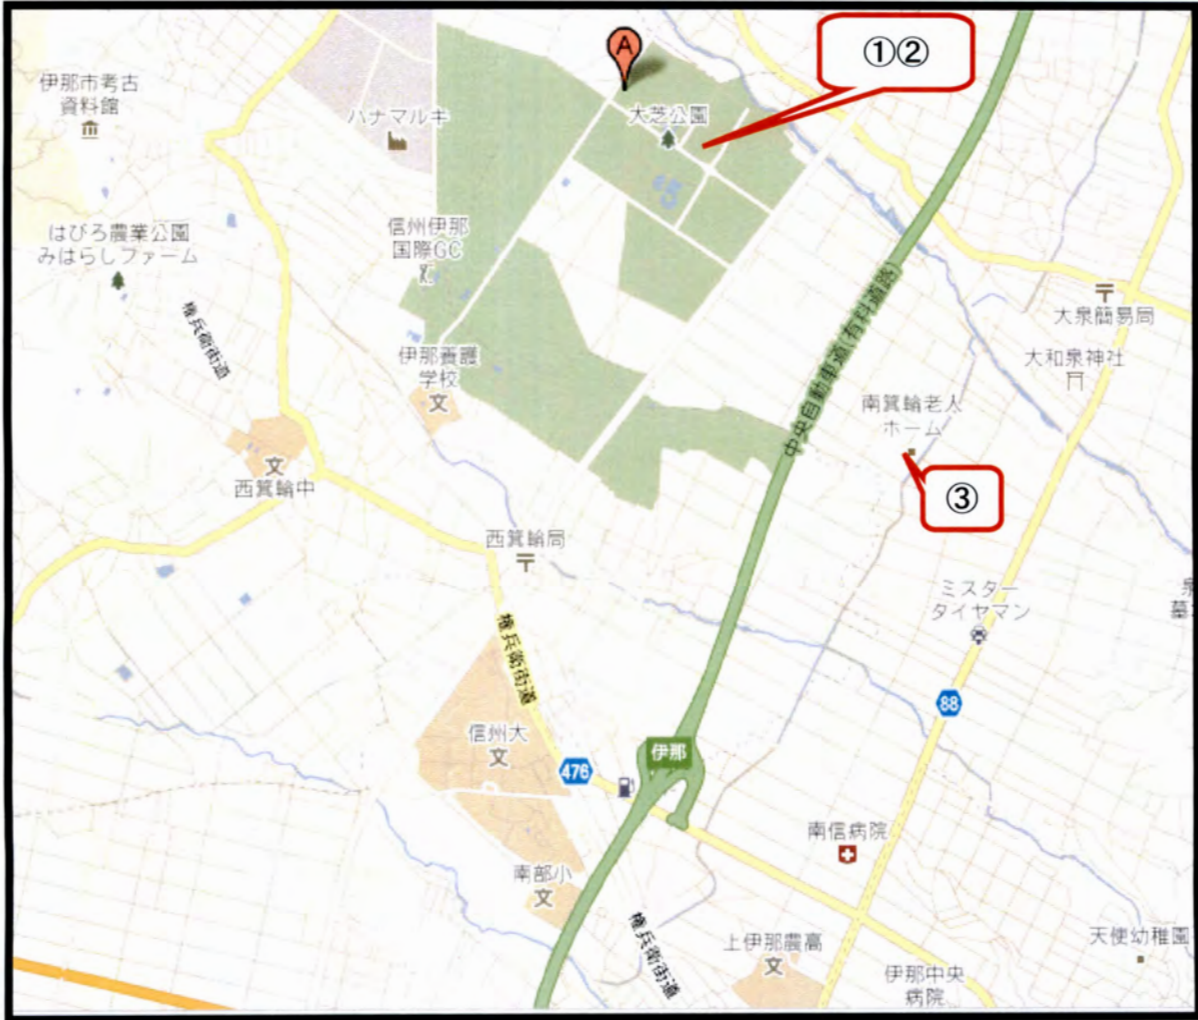 A
①②
伊那市考古
資料館
ハナマルキ
大芝公園
はびろ農業公園
みはらしファーム
信州伊那
国際GC
権兵衛街道
伊那養護
学校
中央自動車道(有料道路)
大泉簡易局
大和泉神社
南箕輪老人
ホーム
③
西箕輪中
西箕輪局
ミスター
タイヤマン
権兵衛街道
88
信州大
476
伊那
南信病院
南部小
権兵衛街道
上伊那農高
伊那中央
病院
天使幼稚園